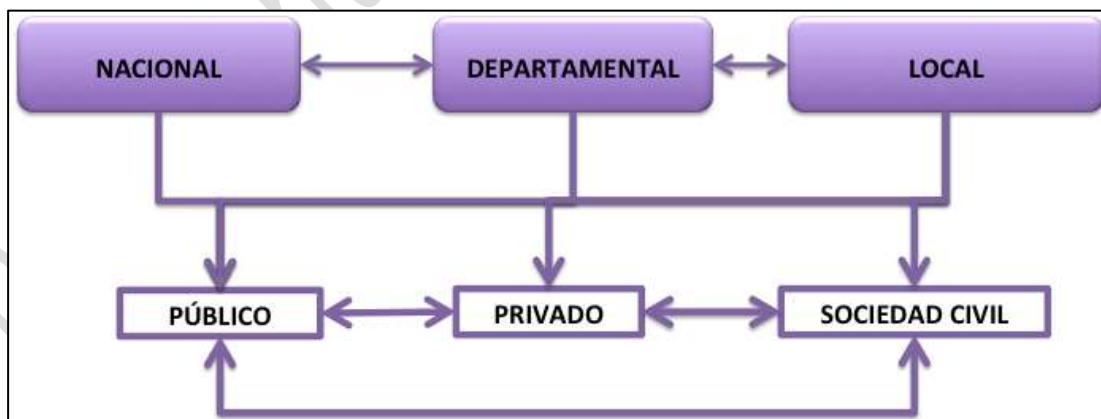 NACIONAL
DEPARTAMENTAL
LOCAL
PÚBLICO
PRIVADO
SOCIEDAD CIVIL